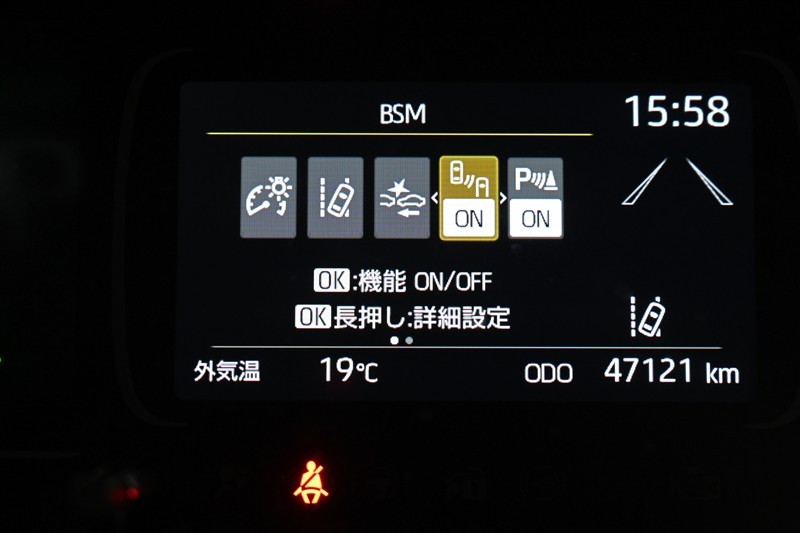 BSM
15:58
P
ON
ON
OK:機能 ON/OFF
OK長押し:詳細設定
外気温 19℃ ODO 47121 km